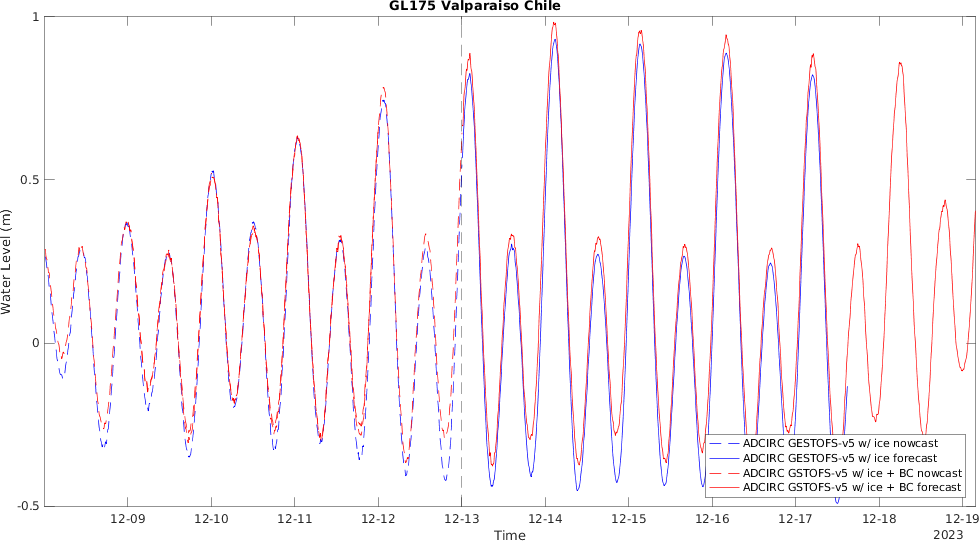 GL175 Valparaiso Chile
1
0.5
0
-0.5
Water Level (m)
12-09 12-10 12-11 12-12 12-13 12-14 12-15 12-16 12-17 12-18 12-19
Time
2023
ADCIRC GESTOFS-v5 w/ ice nowcast
ADCIRC GESTOFS-v5 w/ ice forecast
ADCIRC GSTOFS-v5 w/ ice + BC nowcast
ADCIRC GSTOFS-v5 w/ ice + BC forecast